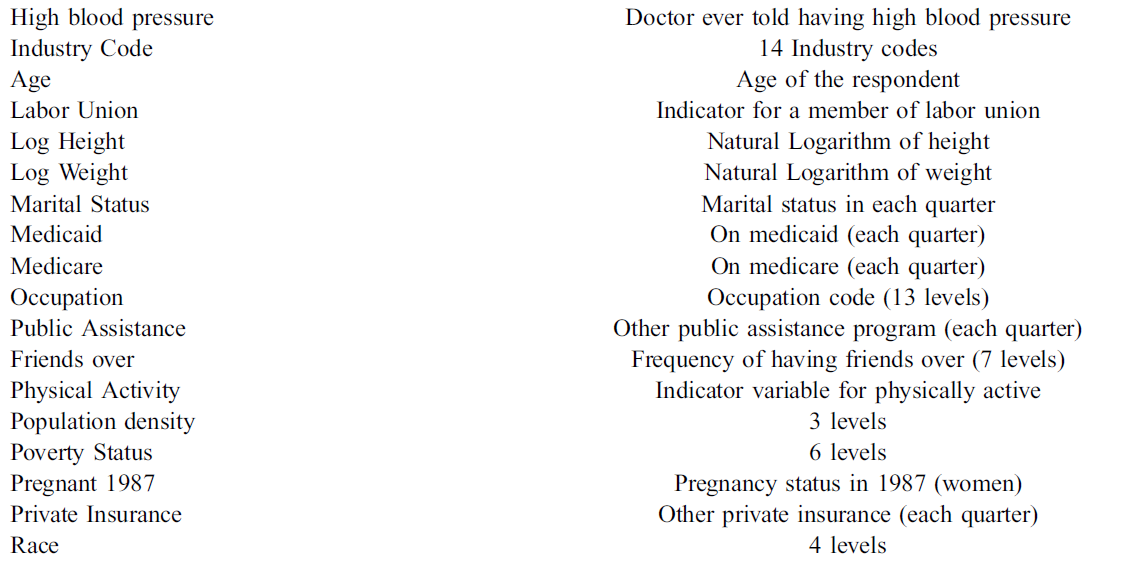 High blood pressure Doctor ever told having high blood pressure
Industry Code 14 Industry codes
Age Age of the respondent
Labor Union Indicator for a member of labor union
Log Height Natural Logarithm of height
Log Weight Natural Logarithm of weight
Marital Status Marital status in each quarter
Medicaid On medicaid (each quarter)
Medicare On medicare (each quarter)
Occupation Occupation code (13 levels)
Public Assistance Other public assistance program (each quarter)
Friends over Frequency of having friends over (7 levels)
Physical Activity Indicator variable for physically active
Population density 3 levels
Poverty Status 6 levels
Pregnant 1987 Pregnancy status in 1987 (women)
Private Insurance Other private insurance (each quarter)
Race 4 levels